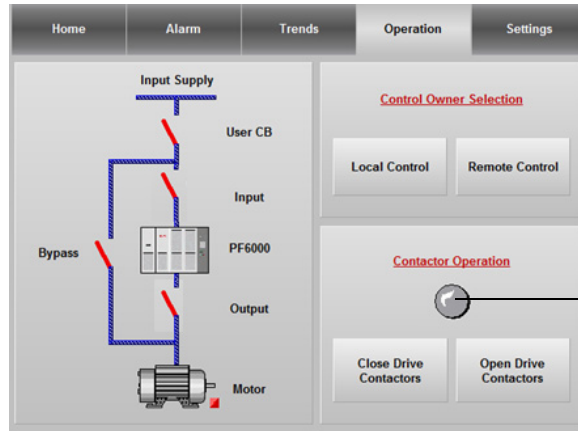 Home Alarm Trends Operation Settings
Input Supply
User CB
Input
Bypass
PF6000
Output
Motor
Control Owner Selection
Local Control Remote Control
Contactor Operation
Close Drive Open Drive
Contactors Contactors